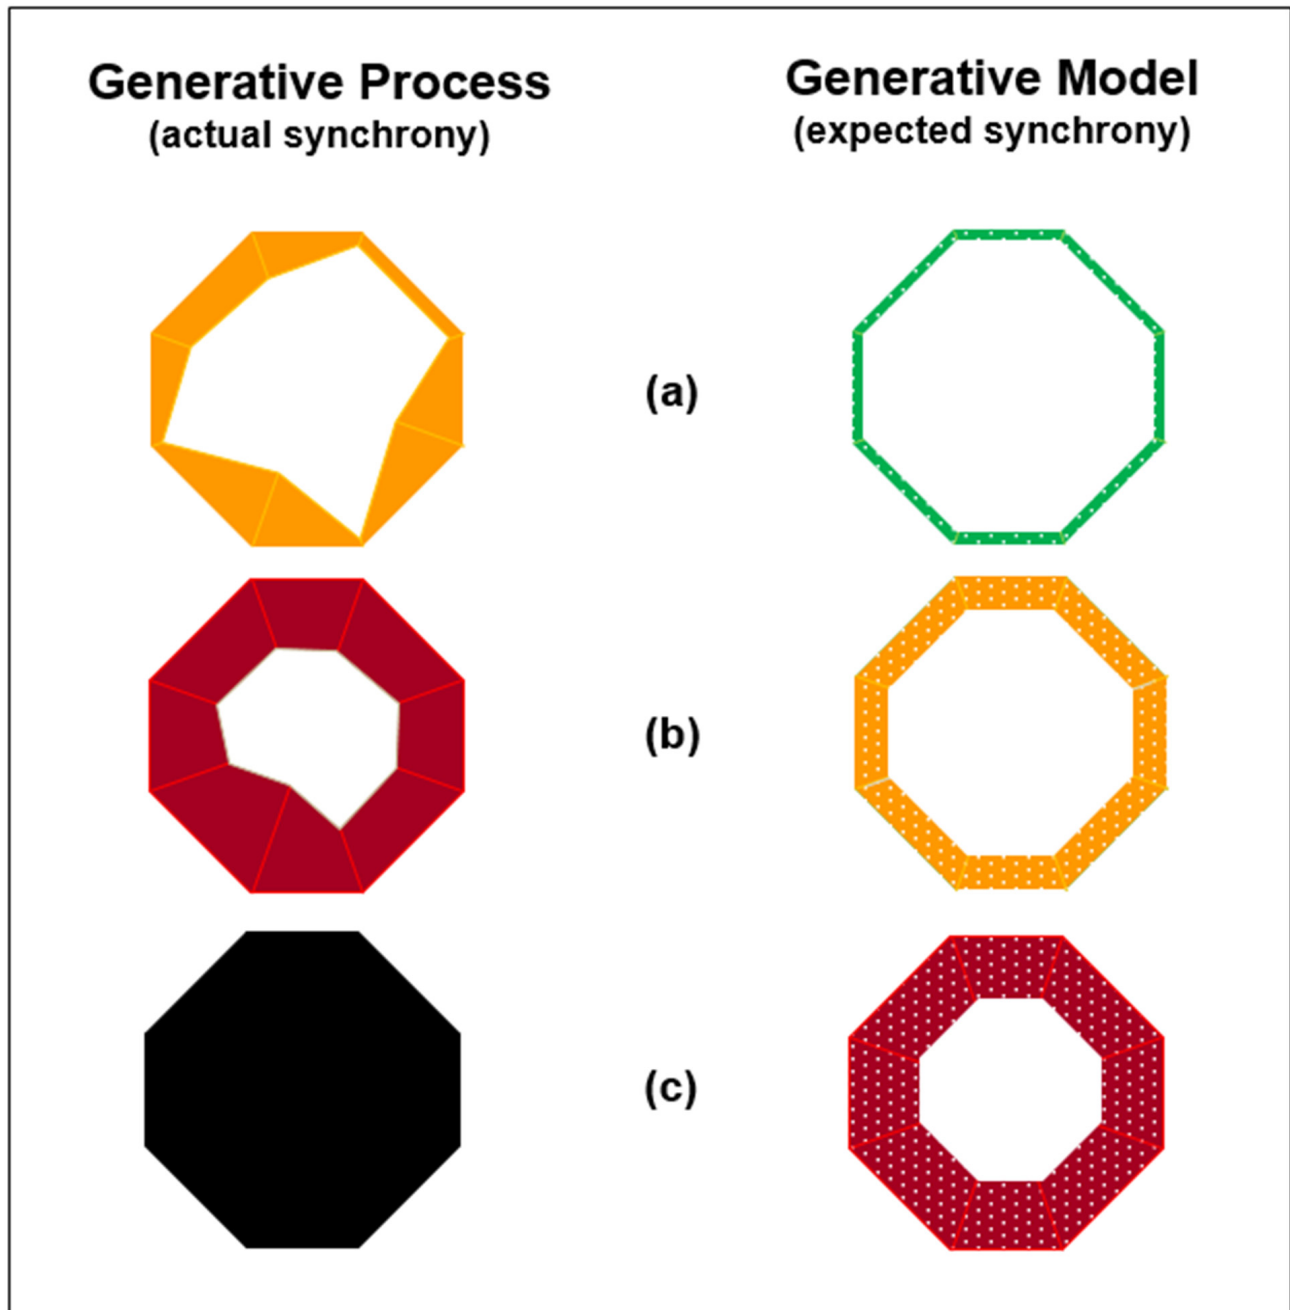 Generative Process
(actual synchrony)
Generative Model
(expected synchrony)
(a)
(b)
(c)